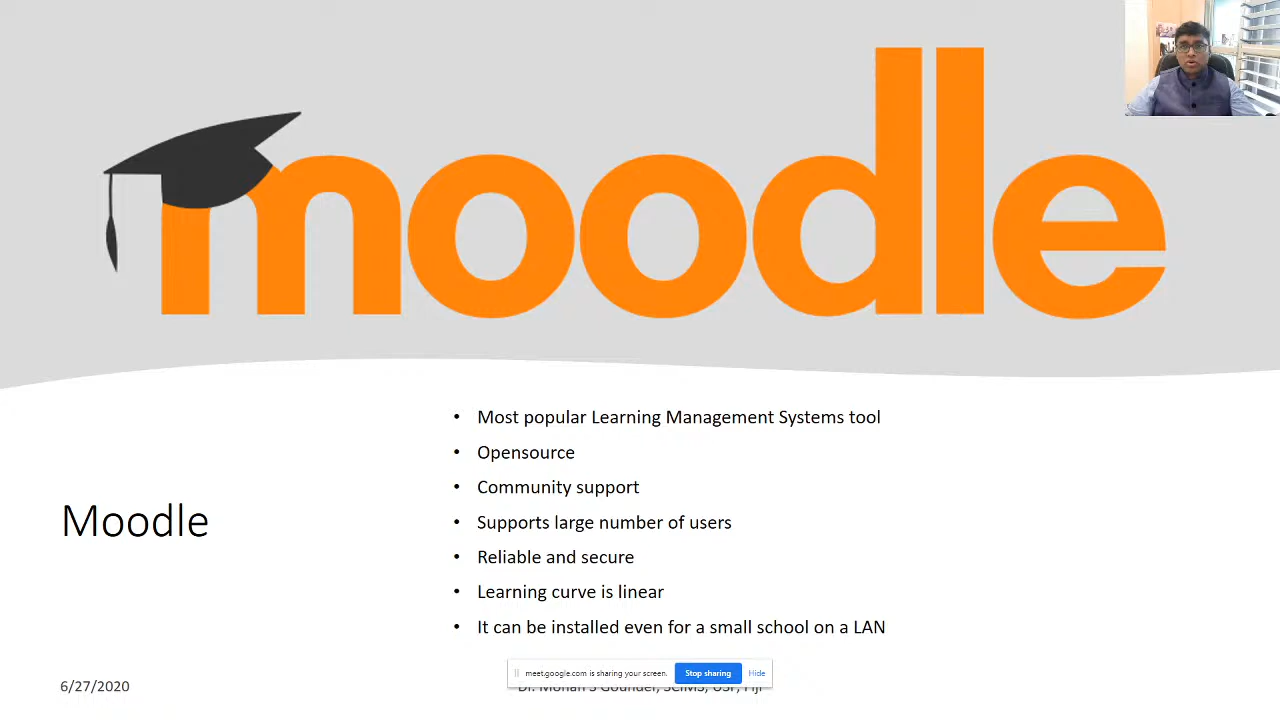 moodle
Moodle
• Most popular Learning Management Systems tool
• Opensource
• Community support
• Supports large number of users
• Reliable and secure
• Learning curve is linear
• It can be installed even for a small school on a LAN
meet.google.com is sharing your screen. Stop sharing Hide
6/27/2020